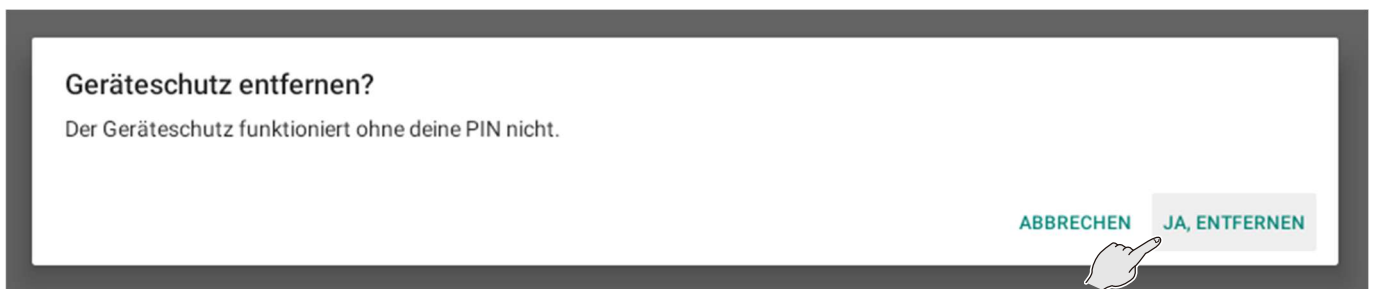 Geräteschutz entfernen?
Der Geräteschutz funktioniert ohne deine PIN nicht.
ABBRECHEN JA, ENTFERNEN